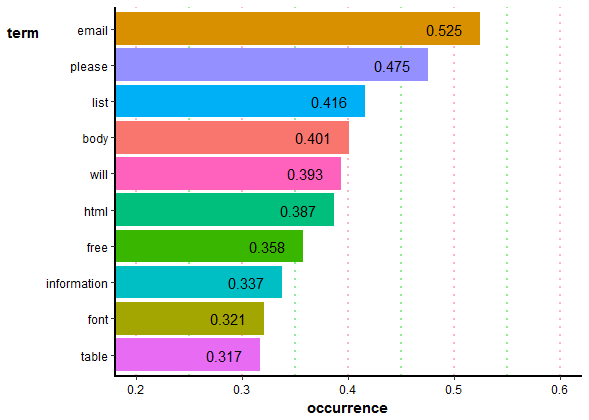 term
email 0.525
please 0.475
list 0.416
body 0.401
will 0.393
html 0.387
free 0.358
information 0.337
font 0.321
table 0.317
0.2 0.3 0.4 0.5 0.6
occurrence